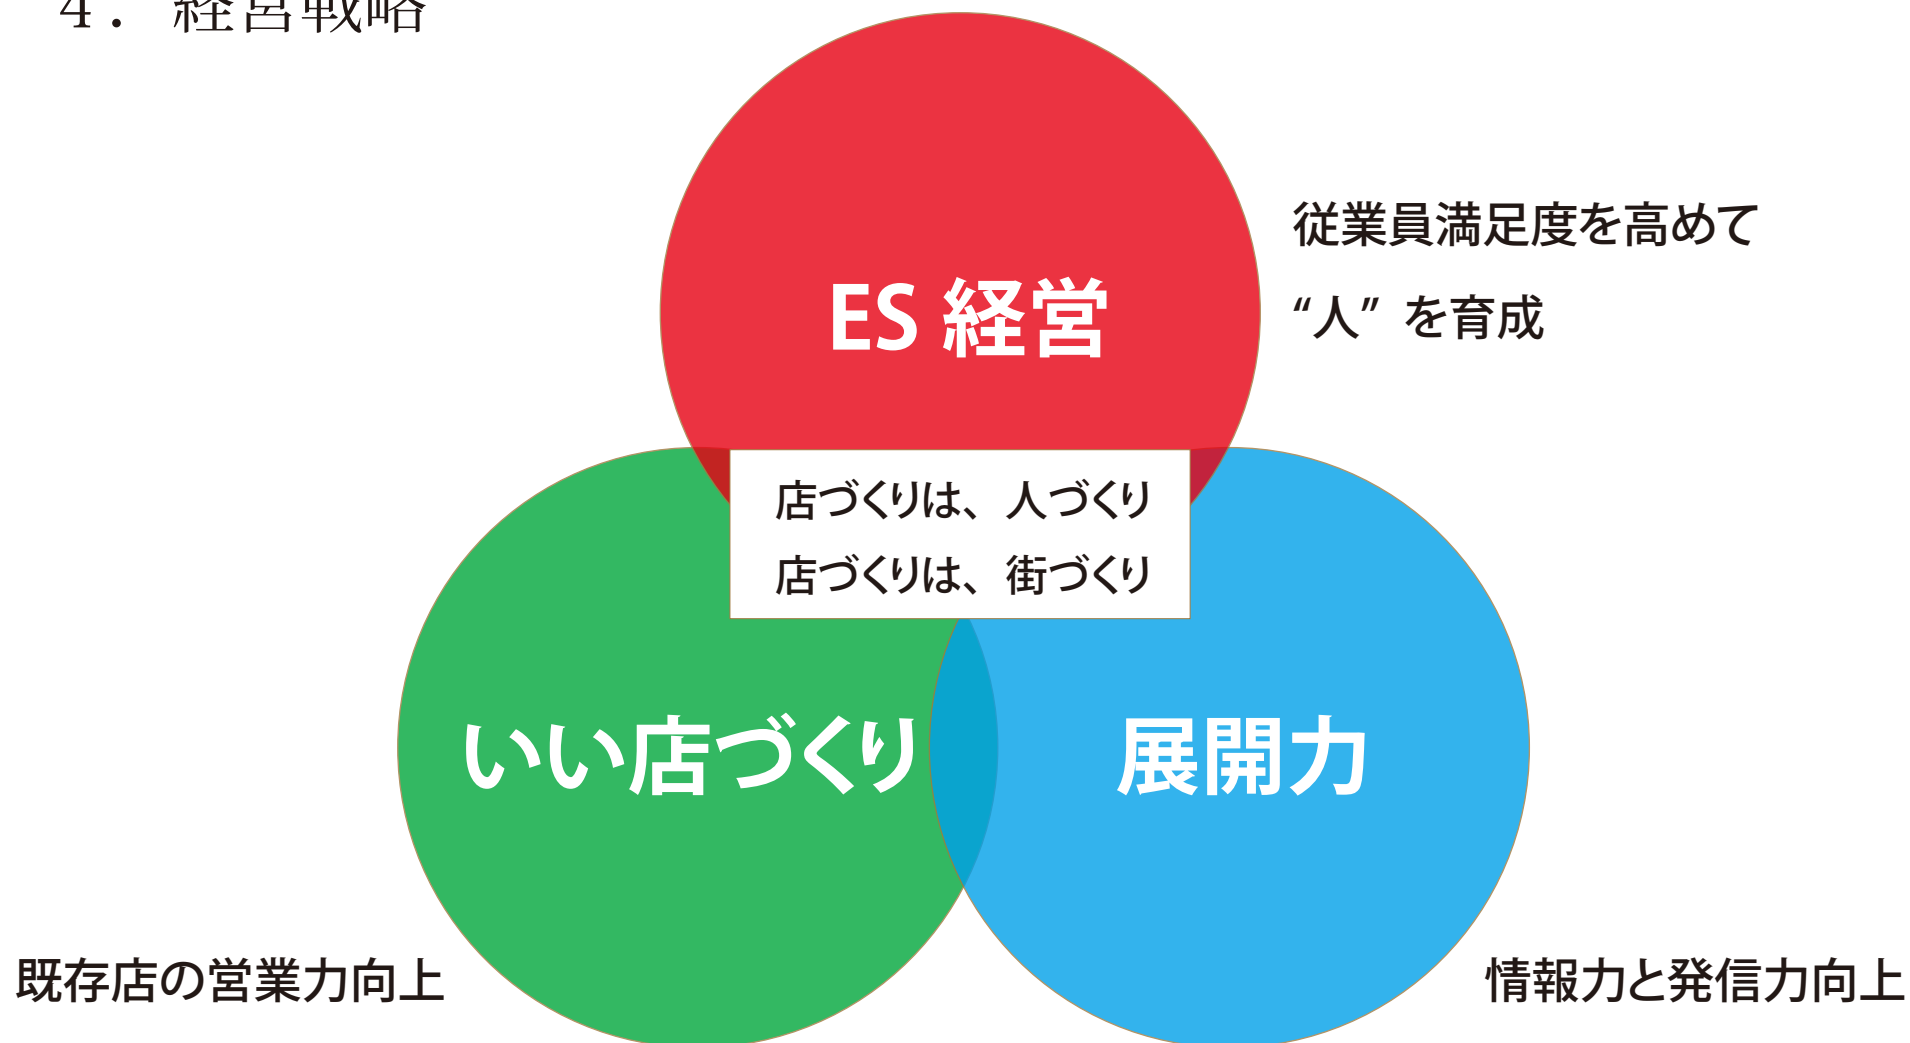 ４．経営戦略
ES 経営
従業員満足度を高めて
“人” を育成
店づくりは、人づくり
店づくりは、街づくり
いい店づくり
展開力
既存店の営業力向上
情報力と発信力向上